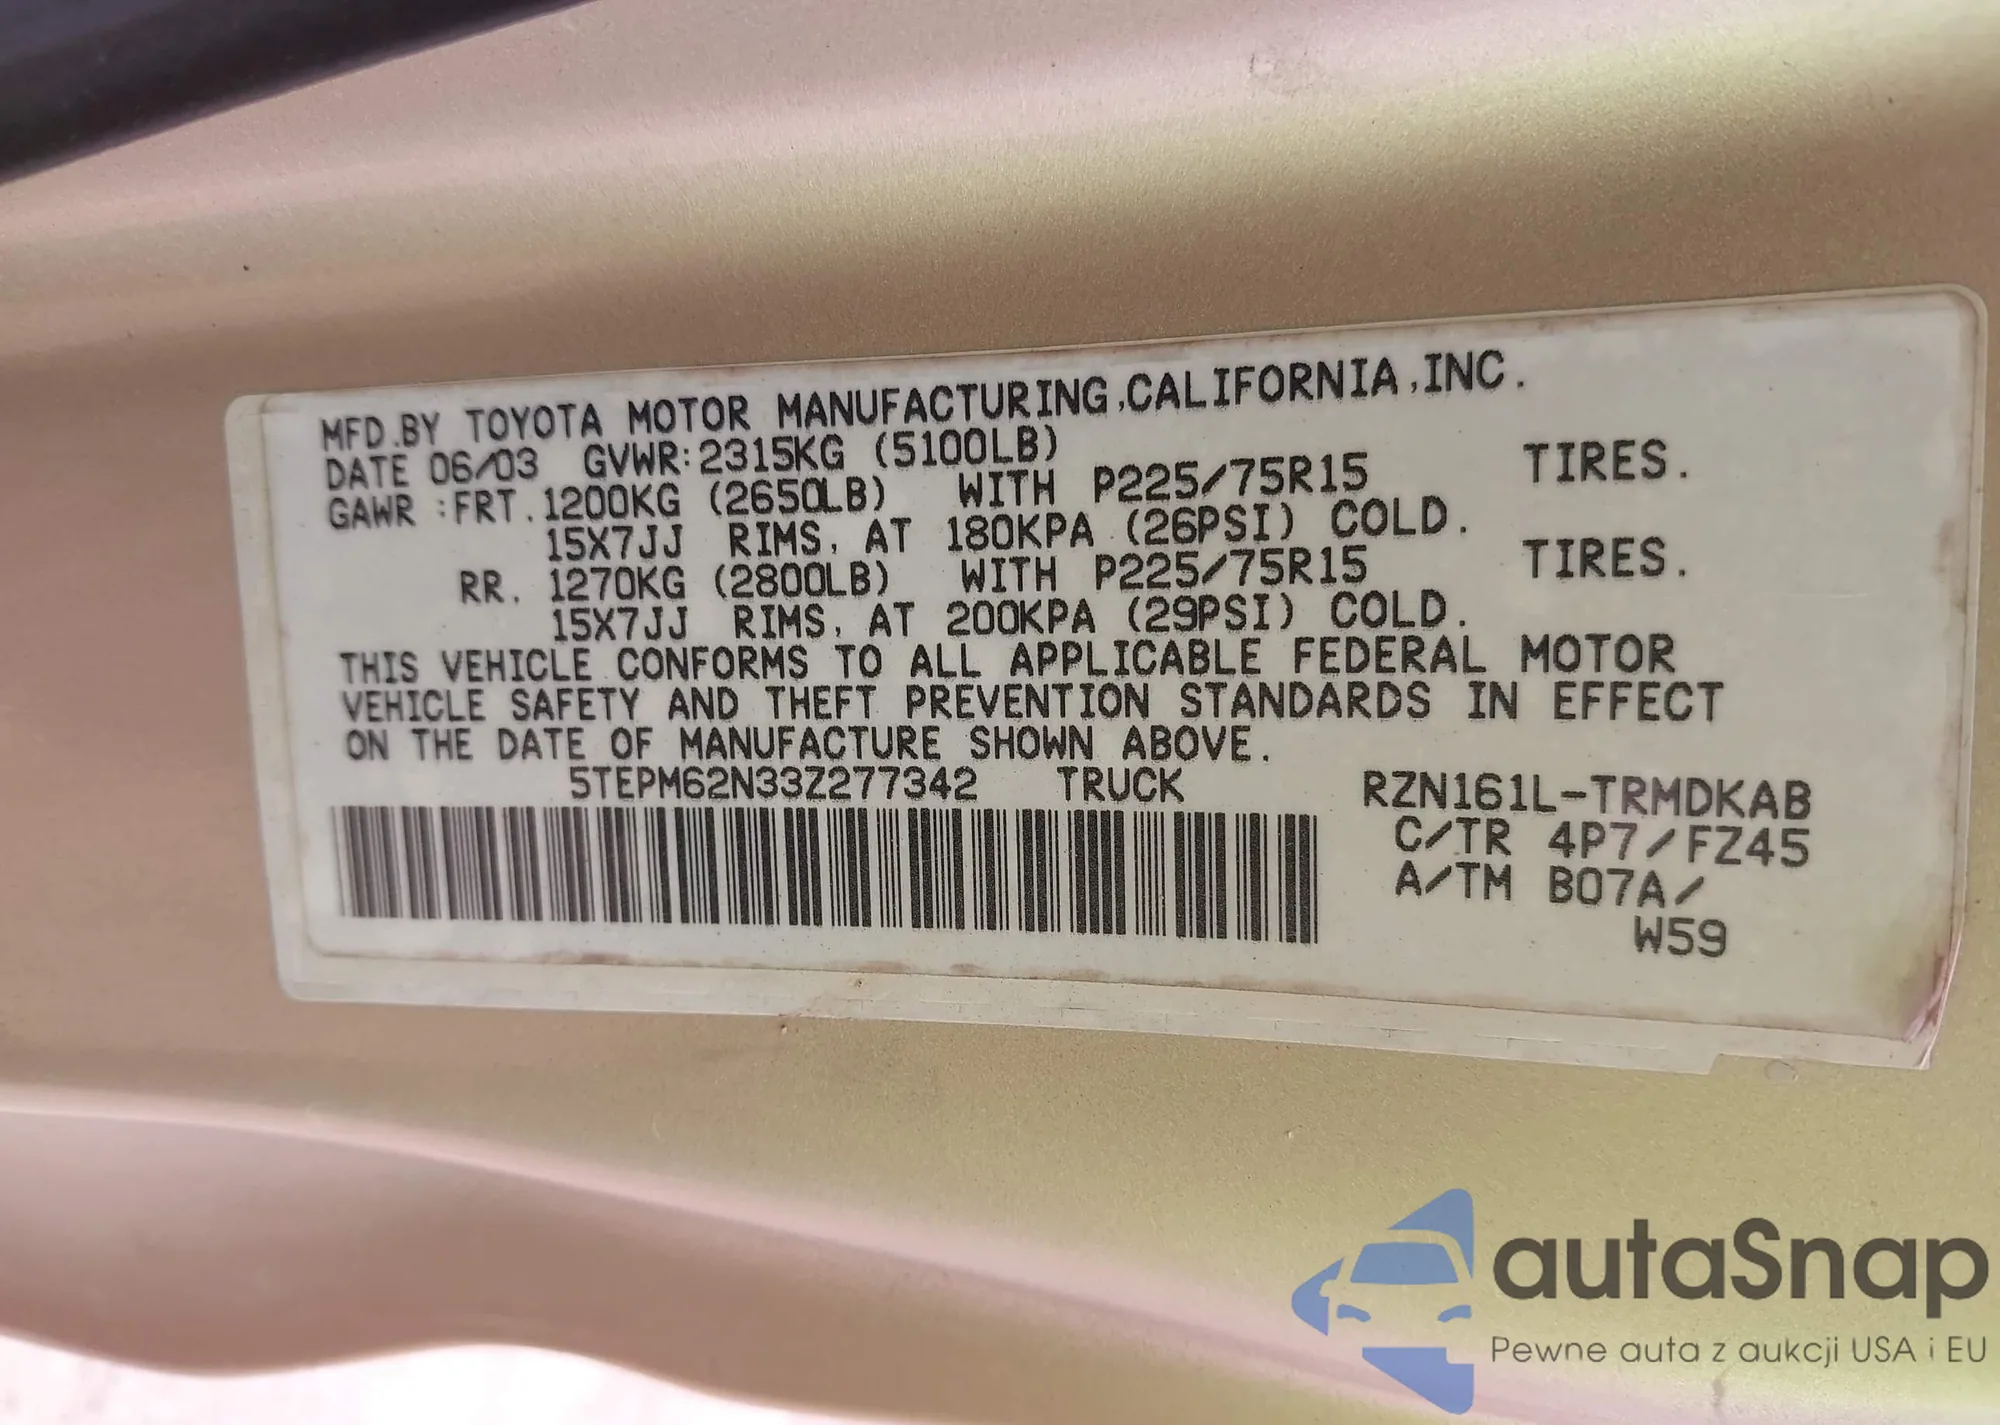 MFD.BY TOYOTA MOTOR MANUFACTURING,CALIFORNIA,INC.
DATE 06/03 GVWR:2315KG (5100LB)
GAWR :FRT. 1200KG (2650LB) WITH P225/75R15 TIRES.
15X7JJ RIMS, AT 180KPA (26PSI) COLD.
RR. 1270KG (2800LB) WITH P225/75R15 TIRES.
15X7JJ RIMS, AT 200KPA (29PSI) COLD.
THIS VEHICLE CONFORMS TO ALL APPLICABLE FEDERAL MOTOR
VEHICLE SAFETY AND THEFT PREVENTION STANDARDS IN EFFECT
ON THE DATE OF MANUFACTURE SHOWN ABOVE.
5TEPM62N33Z277342 TRUCK RZN161L-TRMDKAB
C/TR 4P7/FZ45
A/TM B07A/
W59
autaSnap
Pewne auta z aukcji USA i EU